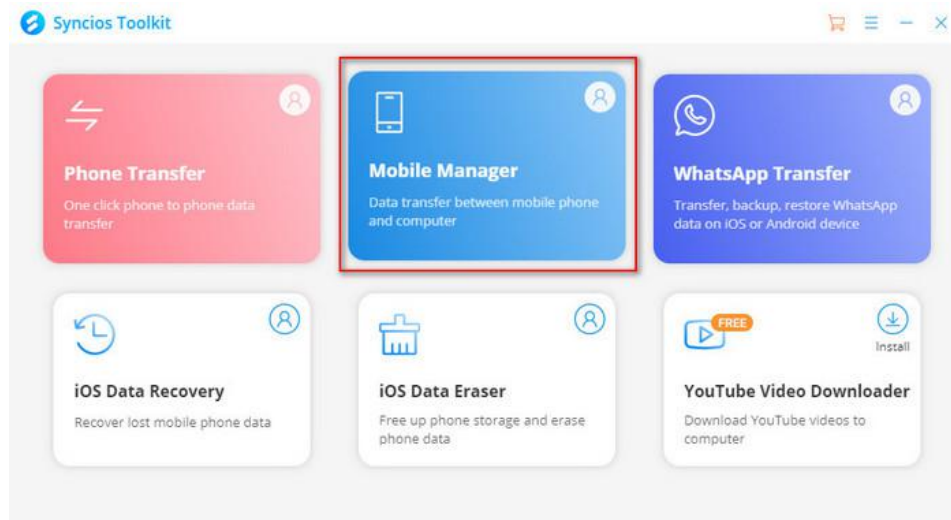 Syncios Toolkit
Phone Transfer
One click phone to phone data
transfer
Mobile Manager
Data transfer between mobile phone
and computer
WhatsApp Transfer
Transfer, backup, restore WhatsApp
data on iOS or Android device
iOS Data Recovery
Recover lost mobile phone data
iOS Data Eraser
Free up phone storage and erase
phone data
FREE
Install
YouTube Video Downloader
Download YouTube videos to
computer